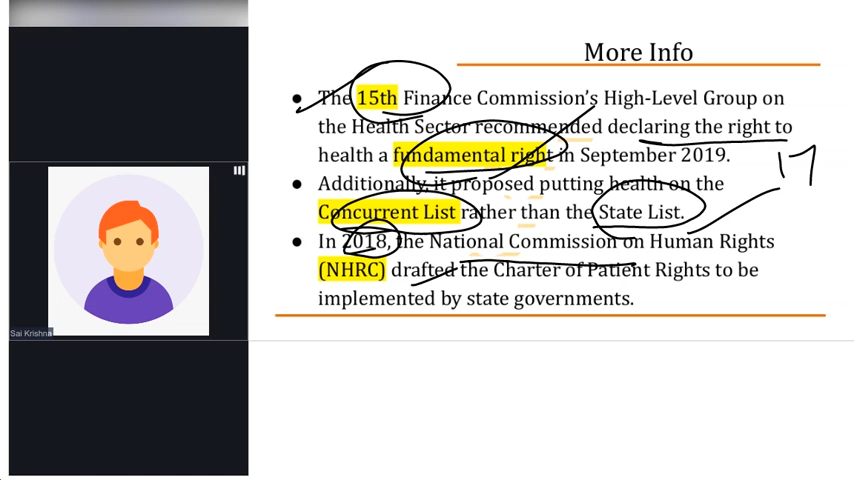 More Info
● The 15th Finance Commission's High-Level Group on
the Health Sector recommended declaring the right to
health a fundamental right in September 2019.
● Additionally, it proposed putting health on the
Concurrent List rather than the State List.
17
● In 2018, the National Commission on Human Rights
(NHRC) drafted the Charter of Patient Rights to be
implemented by state governments.
Sai Krishna